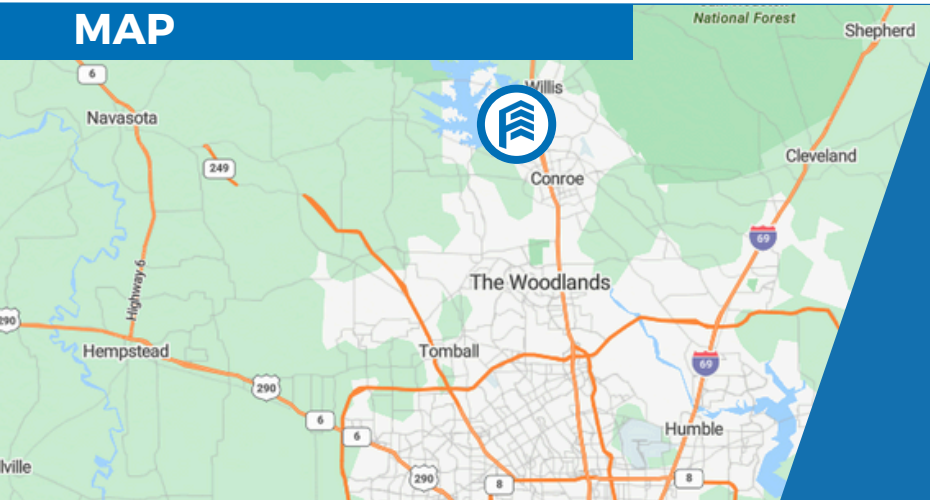 MAP
National Forest
Shepherd
6
Willis
Navasota
249
Cleveland
Conroe
69
Highway 6
The Woodlands
290
Hempstead
Tomball
69
290
6
6
Humble
lville
290
8
8